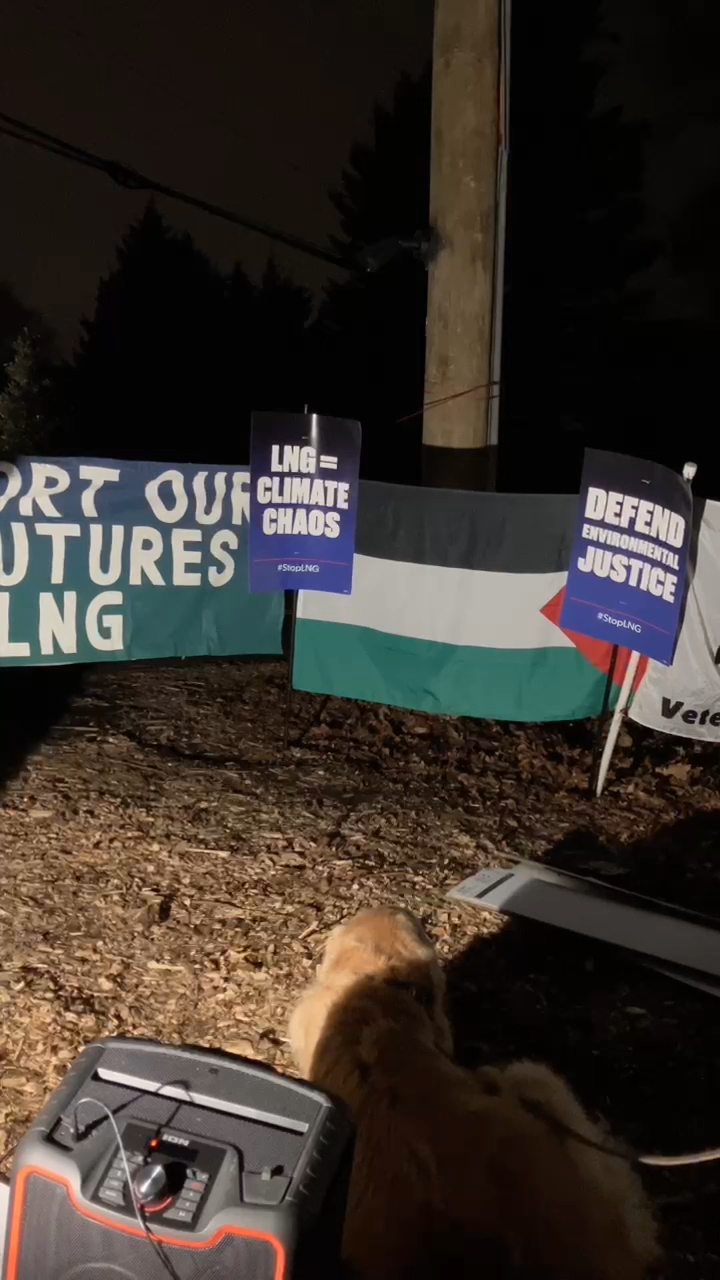 ORT OUR
UTURES
LNG
LNG =
CLIMATE
CHAOS
#StopLNG
DEFEND
ENVIRONMENTAL
JUSTICE
#StopLNG
Vete
ION